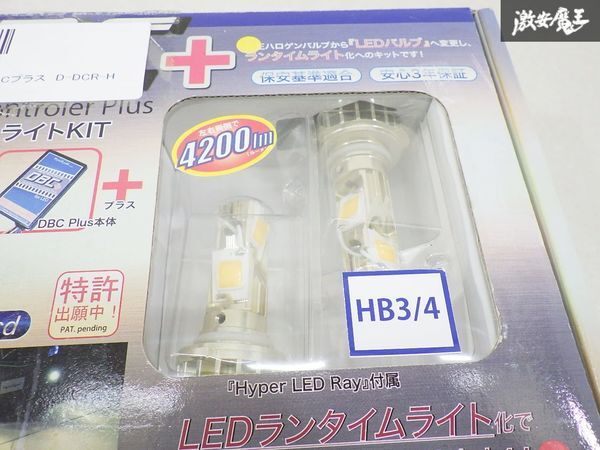 激安魔王
Cプラス D-DCR-H
ontroler Plus
ライトKIT
ハロゲンバルブから『LEDバルブ』へ変更し、
ランタイムライト化へのキットです!
保安基準適合
安心3年保証
左右両側で
4200lm
DBC
プラス
DBC Plus本体
特許
出願中!
PAT. pending
HB3/4
『Hyper LED Ray』付属
LEDランタイムライト化で